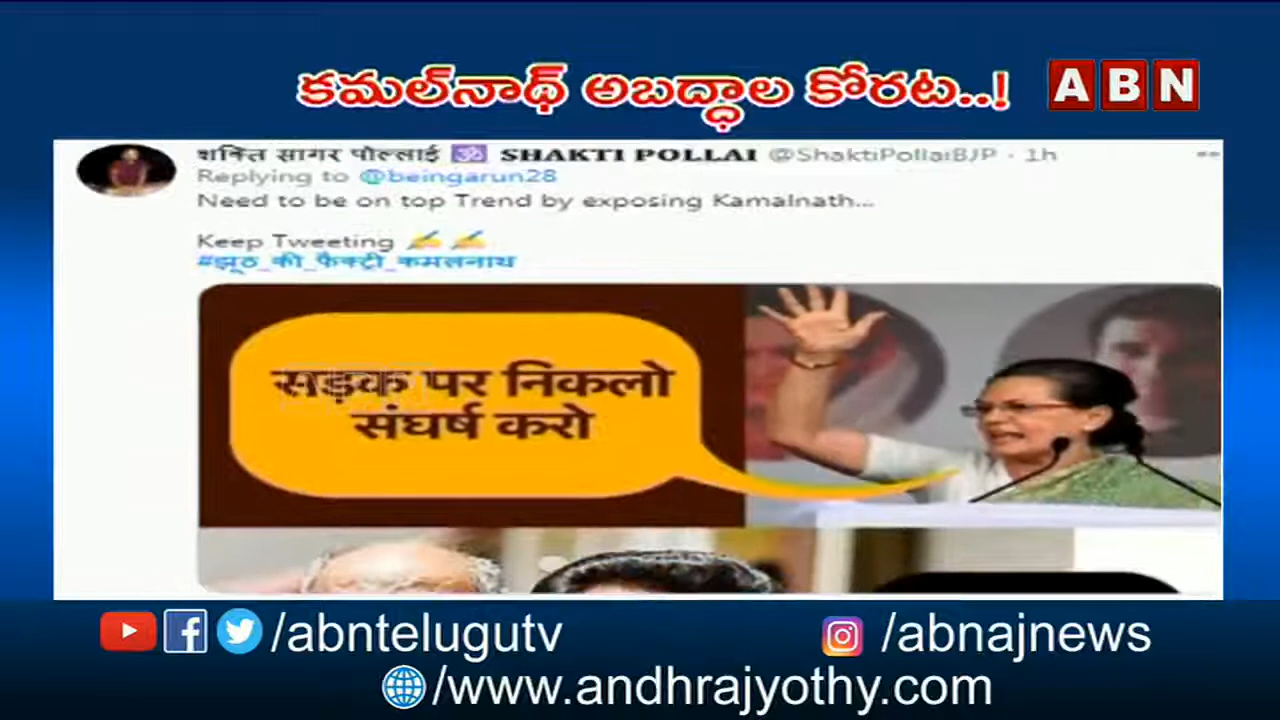 కమల్‌నాథ్ అబద్ధాల కోరట..!
ABN
शक्ति सागर पोल्लाई 🕉 SHAKTI POLLAI @ShaktiPollaiBJP · 1h
Replying to @beingarun28
Need to be on top Trend by exposing Kamalnath...
Keep Tweeting ✍ ✍
#झूठ_की_फैक्ट्री_कमलनाथ
सड़क पर निकलो
संघर्ष करो
/abntelugutv
/abnajnews
/www.andhrajyothy.com